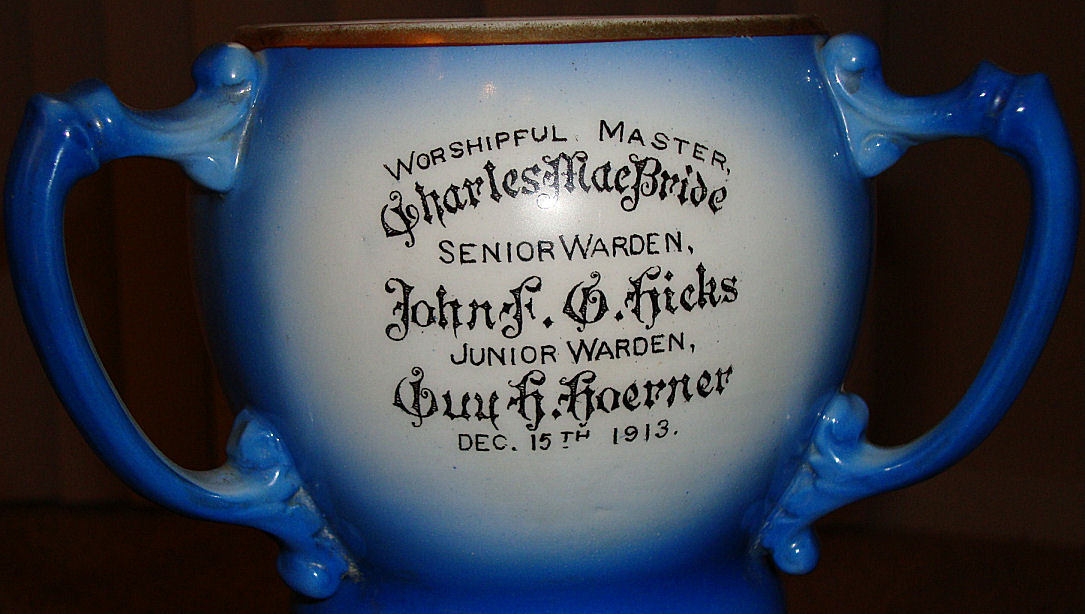 WORSHIPFUL MASTER,
Charles MacBride
SENIOR WARDEN,
John F. G. Hicks
JUNIOR WARDEN,
Guy H. Hoerner
DEC. 15TH 1913.